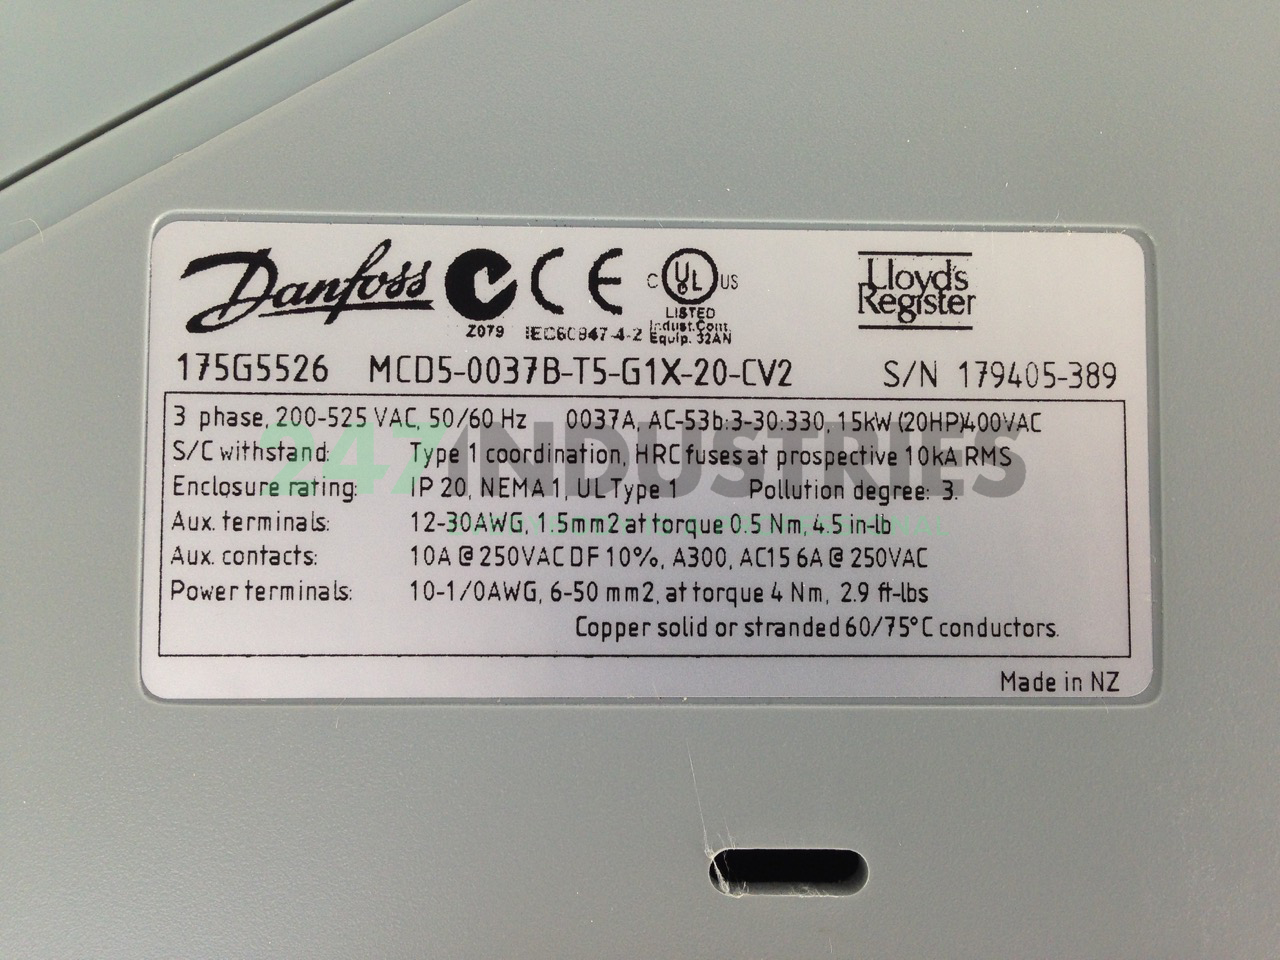 Danfoss
C UL US
LISTED
Indust.Cont.
Equip. 32AN
Z079 IEC60947-4-2
Lloyd's
Register
175G5526 MCD5-0037B-T5-G1X-20-CV2 S/N 179405-389
3 phase, 200-525 VAC, 50/60 Hz 0037A, AC-53b:3-30:330, 15kW (20HP)400VAC
S/C withstand: Type 1 coordination, HRC fuses at prospective 10kA RMS
Enclosure rating: IP 20, NEMA 1, UL Type 1 Pollution degree: 3.
Aux. terminals: 12-30AWG, 1.5mm2 at torque 0.5 Nm, 4.5 in-lb
Aux. contacts: 10A @ 250VAC DF 10%, A300, AC15 6A @ 250VAC
Power terminals: 10-1/0AWG, 6-50 mm2, at torque 4 Nm, 2.9 ft-lbs
Copper solid or stranded 60/75°C conductors.
Made in NZ
247INDUSTRIES